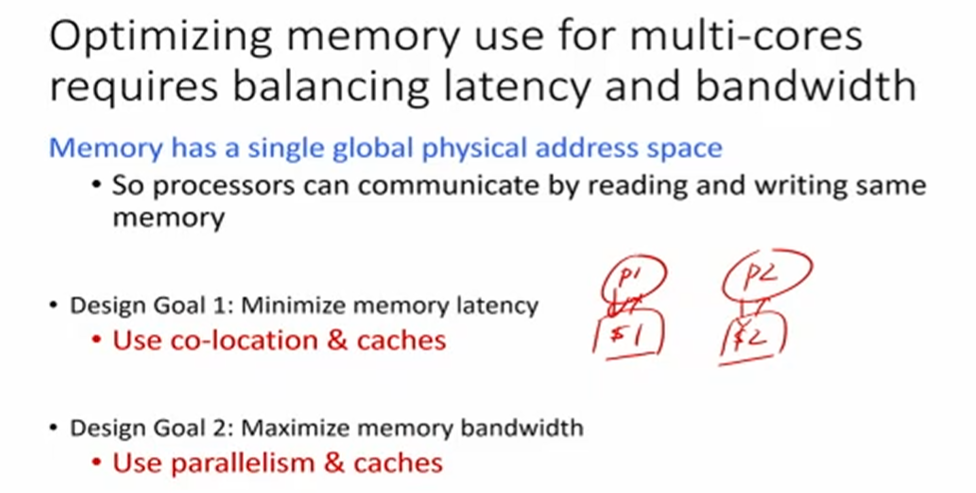 Optimizing memory use for multi-cores
requires balancing latency and bandwidth
Memory has a single global physical address space
• So processors can communicate by reading and writing same
memory
P1 P2
• Design Goal 1: Minimize memory latency
• Use co-location & caches
$1 $2
• Design Goal 2: Maximize memory bandwidth
• Use parallelism & caches